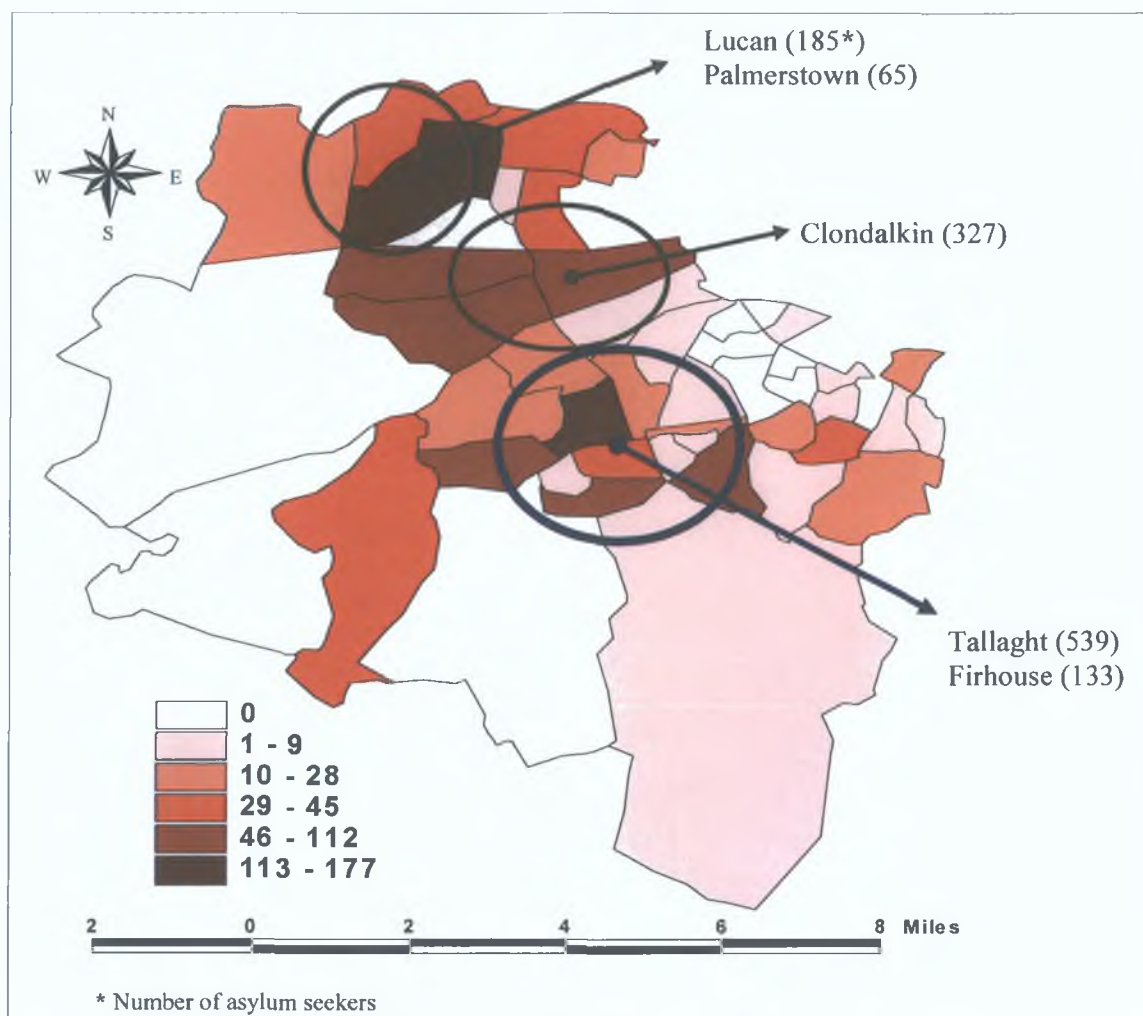 Lucan (185*)
Palmerstown (65)
N
W E
S
Clondalkin (327)
Tallaght (539)
Firhouse (133)
0
1 - 9
10 - 28
29 - 45
46 - 112
113 - 177
2 0 2 4 6 8 Miles
* Number of asylum seekers